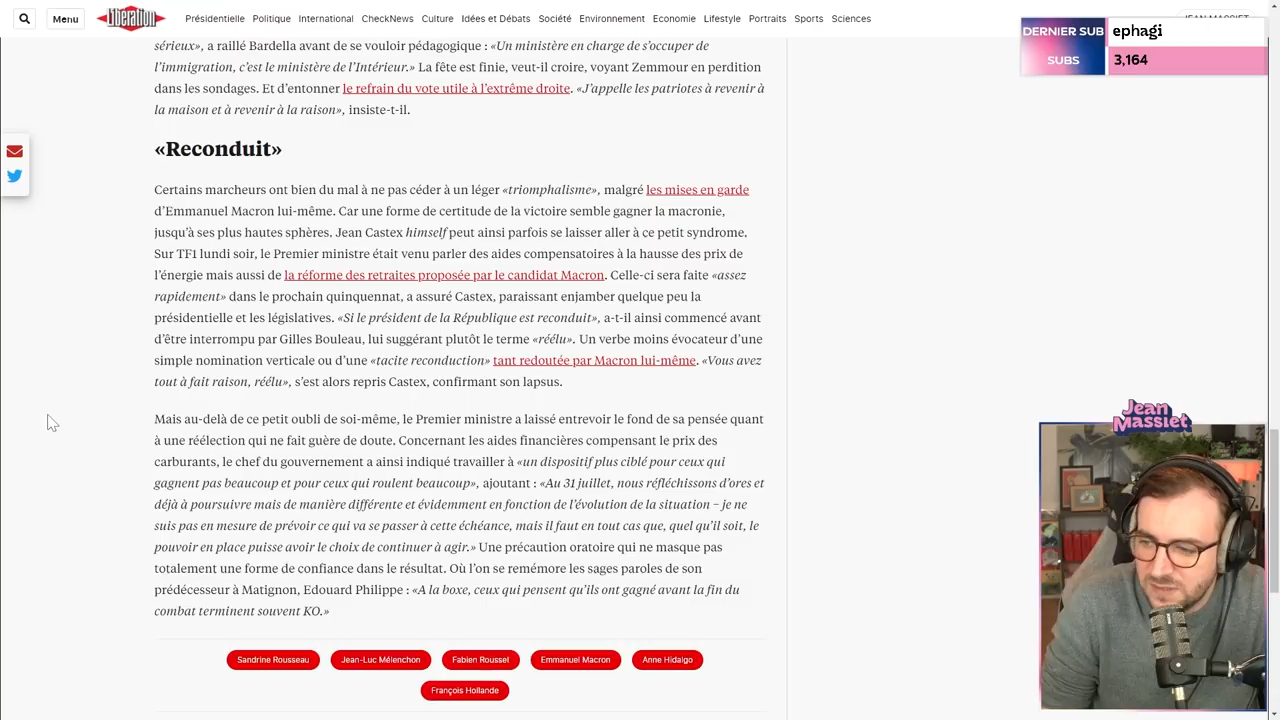 Menu
Libération
Présidentielle Politique International CheckNews Culture Idées et Débats Société Environnement Economie Lifestyle Portraits Sports Sciences
JEAN MASSIET
DERNIER SUB ephagi
SUBS 3,164
sérieux», a raillé Bardella avant de se vouloir pédagogique : «Un ministère en charge de s’occuper de
l’immigration, c’est le ministère de l’Intérieur.» La fête est finie, veut-il croire, voyant Zemmour en perdition
dans les sondages. Et d’entonner le refrain du vote utile à l’extrême droite. «J’appelle les patriotes à revenir à
la maison et à revenir à la raison», insiste-t-il.
«Reconduit»
Certains marcheurs ont bien du mal à ne pas céder à un léger «triomphalisme», malgré les mises en garde
d’Emmanuel Macron lui-même. Car une forme de certitude de la victoire semble gagner la macronie,
jusqu’à ses plus hautes sphères. Jean Castex himself peut ainsi parfois se laisser aller à ce petit syndrome.
Sur TF1 lundi soir, le Premier ministre était venu parler des aides compensatoires à la hausse des prix de
l’énergie mais aussi de la réforme des retraites proposée par le candidat Macron. Celle-ci sera faite «assez
rapidement» dans le prochain quinquennat, a assuré Castex, paraissant enjamber quelque peu la
présidentielle et les législatives. «Si le président de la République est reconduit», a-t-il ainsi commencé avant
d’être interrompu par Gilles Bouleau, lui suggérant plutôt le terme «réélu». Un verbe moins évocateur d’une
simple nomination verticale ou d’une «tacite reconduction» tant redoutée par Macron lui-même. «Vous avez
tout à fait raison, réélu», s’est alors repris Castex, confirmant son lapsus.
Mais au-delà de ce petit oubli de soi-même, le Premier ministre a laissé entrevoir le fond de sa pensée quant
à une réélection qui ne fait guère de doute. Concernant les aides financières compensant le prix des
carburants, le chef du gouvernement a ainsi indiqué travailler à «un dispositif plus ciblé pour ceux qui
gagnent pas beaucoup et pour ceux qui roulent beaucoup», ajoutant : «Au 31 juillet, nous réfléchissons d’ores et
déjà à poursuivre mais de manière différente et évidemment en fonction de l’évolution de la situation – je ne
suis pas en mesure de prévoir ce qui va se passer à cette échéance, mais il faut en tout cas que, quel qu’il soit, le
pouvoir en place puisse avoir le choix de continuer à agir.» Une précaution oratoire qui ne masque pas
totalement une forme de confiance dans le résultat. Où l’on se remémore les sages paroles de son
prédécesseur à Matignon, Edouard Philippe : «A la boxe, ceux qui pensent qu’ils ont gagné avant la fin du
combat terminent souvent KO.»
Jean
Massiet
Sandrine Rousseau Jean-Luc Mélenchon Fabien Roussel Emmanuel Macron Anne Hidalgo
François Hollande